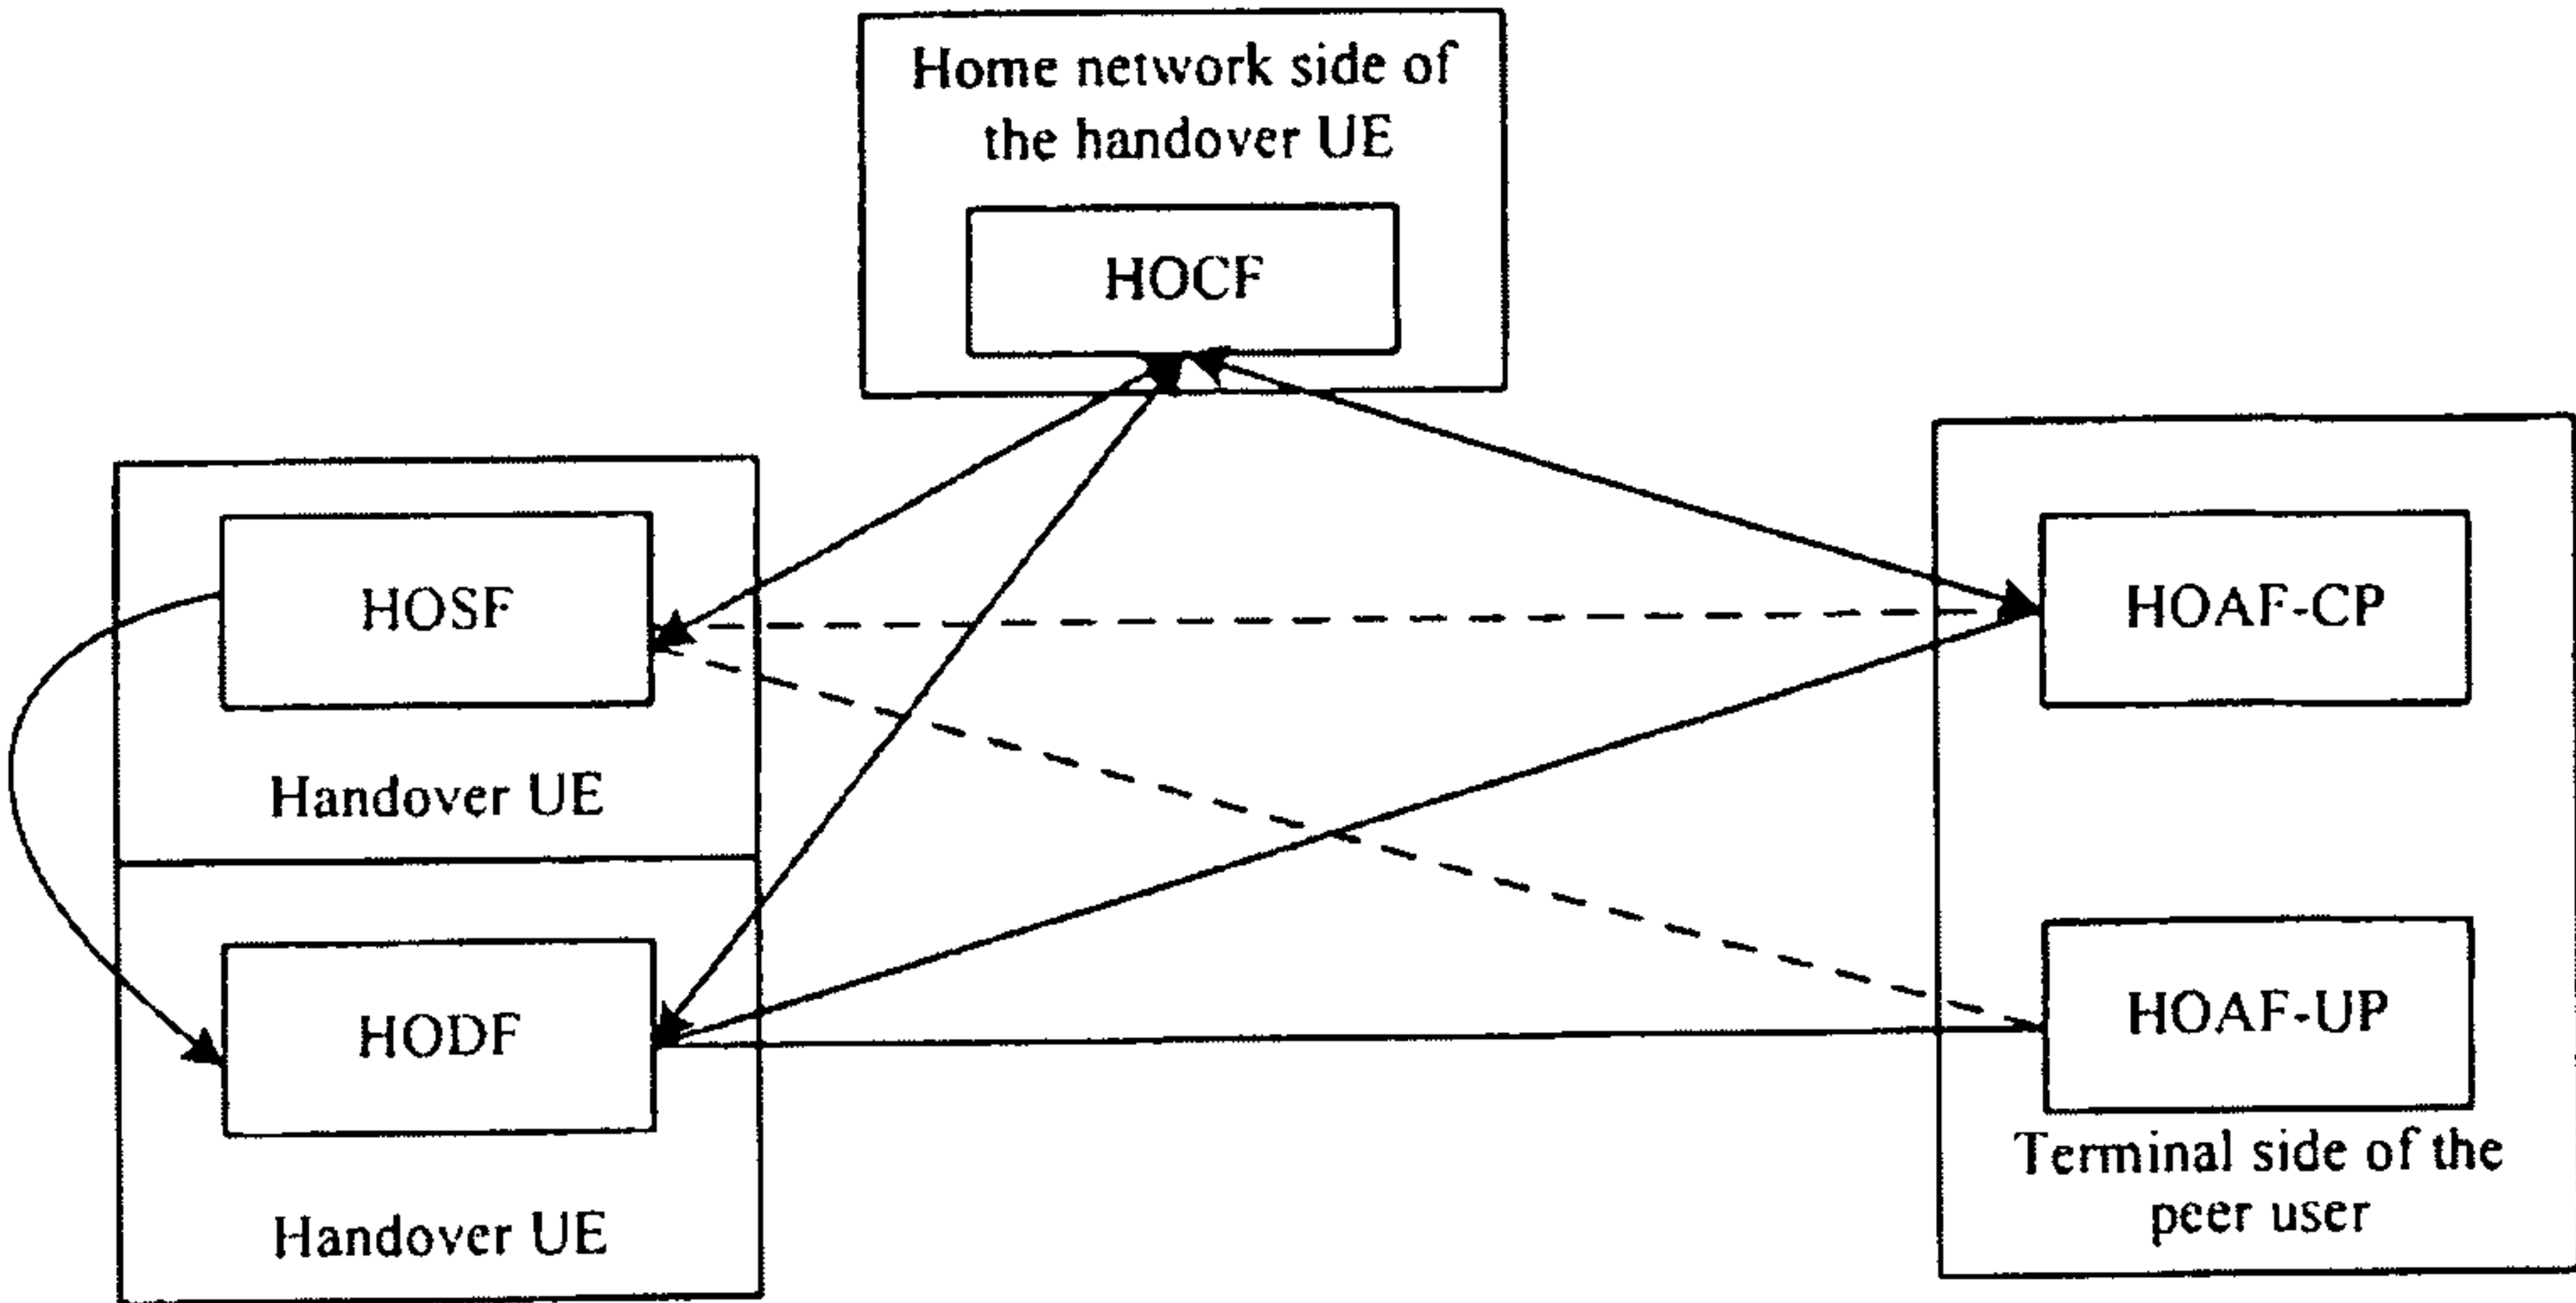 Home network side of
the handover UE
HOCF
HOSF
Handover UE
HODF
Handover UE
HOAF-CP
HOAF-UP
Terminal side of the
peer user